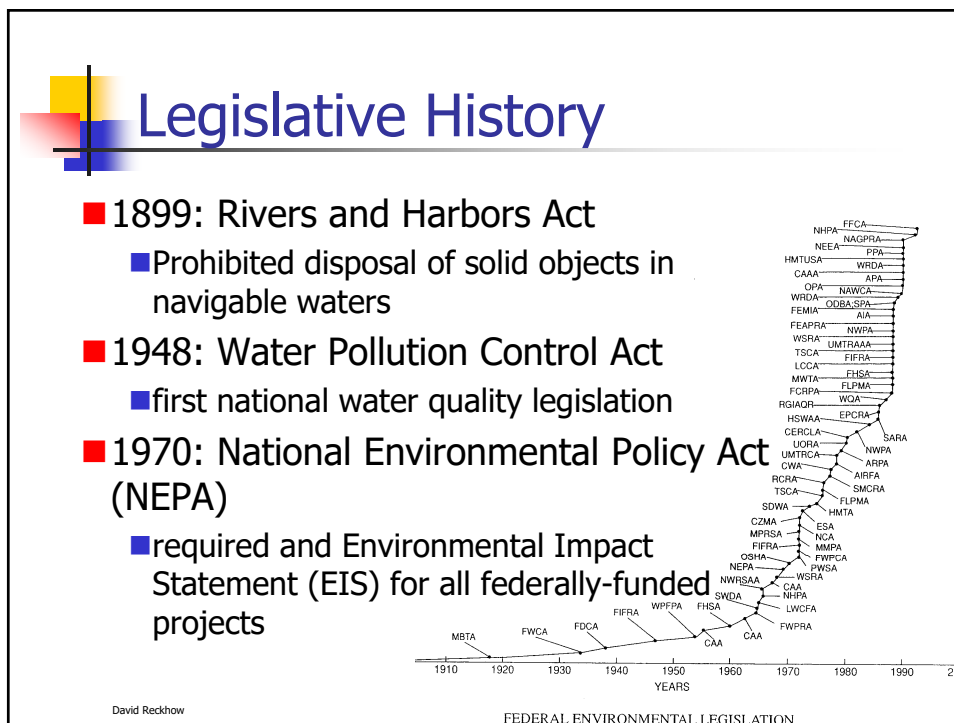 Legislative History
1899: Rivers and Harbors Act
Prohibited disposal of solid objects in
navigable waters
1948: Water Pollution Control Act
first national water quality legislation
1970: National Environmental Policy Act
(NEPA)
required and Environmental Impact
Statement (EIS) for all federally-funded
projects
FFCA
NHPA
NAGPRA
NEEA
PPA
HMTUSA
WRDA
CAAA
APA
OPA
NAWCA
WRDA
ODBA;SPA
FEMIA
AIA
FEAPRA
NWPA
WSRA
UMTRAAA
TSCA
FIFRA
LCCA
FHSA
MWTA
FLPMA
FCRPA
WQA
RGIAQR
EPCRA
HSWAA
CERCLA
SARA
UORA
NWPA
UMTRCA
ARPA
CWA
AIRFA
RCRA
SMCRA
TSCA
FLPMA
SDWA
HMTA
CZMA
ESA
MPRSA
NCA
FIFRA
MMPA
OSHA
FWPCA
NEPA
PWSA
NWRSAA
WSRA
CAA
SWDA
NHPA
LWCFA
FHSA
FWPRA
WPFPA
CAA
CAA
FIFRA
FDCA
FWCA
MBTA
1910 1920 1930 1940 1950 1960 1970 1980 1990 2
YEARS
David Reckhow
FEDERAL ENVIRONMENTAL LEGISLATION